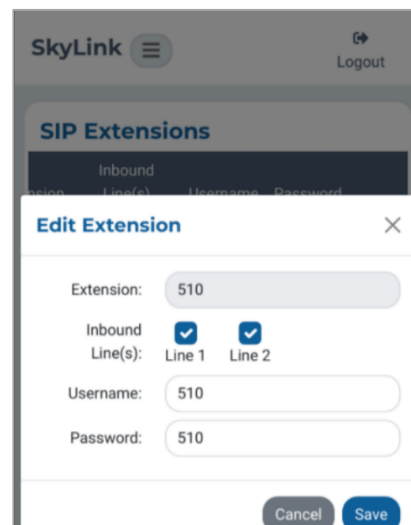 SkyLink
Logout
SIP Extensions
Inbound
Line(s) Username Password
Edit Extension
Extension: 510
Inbound
Line(s):
Line 1 Line 2
Username: 510
Password: 510
Cancel Save